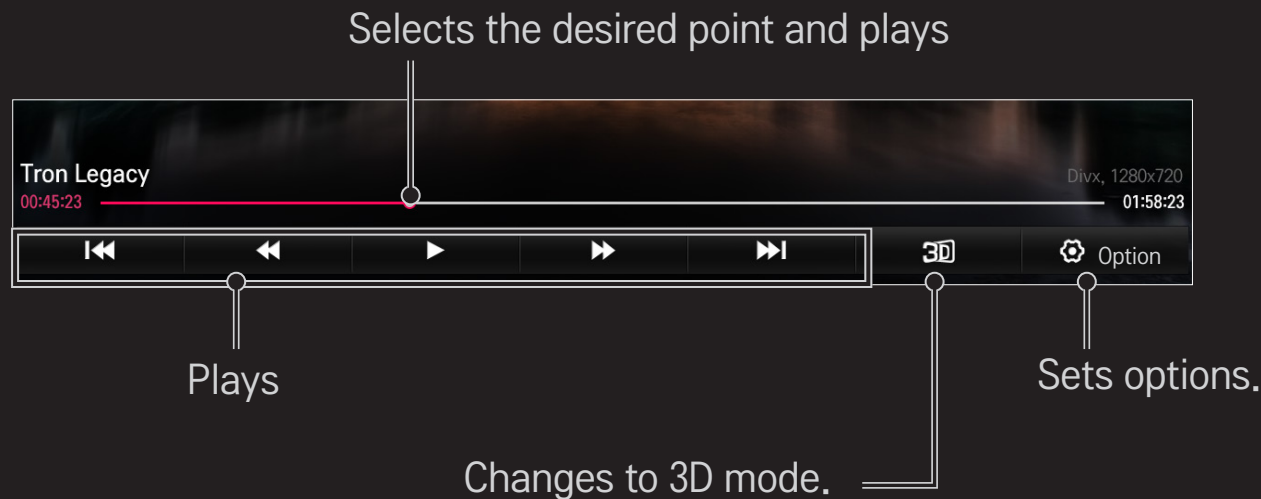 Selects the desired point and plays
Tron Legacy
Divx, 1280x720
00:45:23
01:58:23
3D
Option
Plays
Sets options.
Changes to 3D mode.